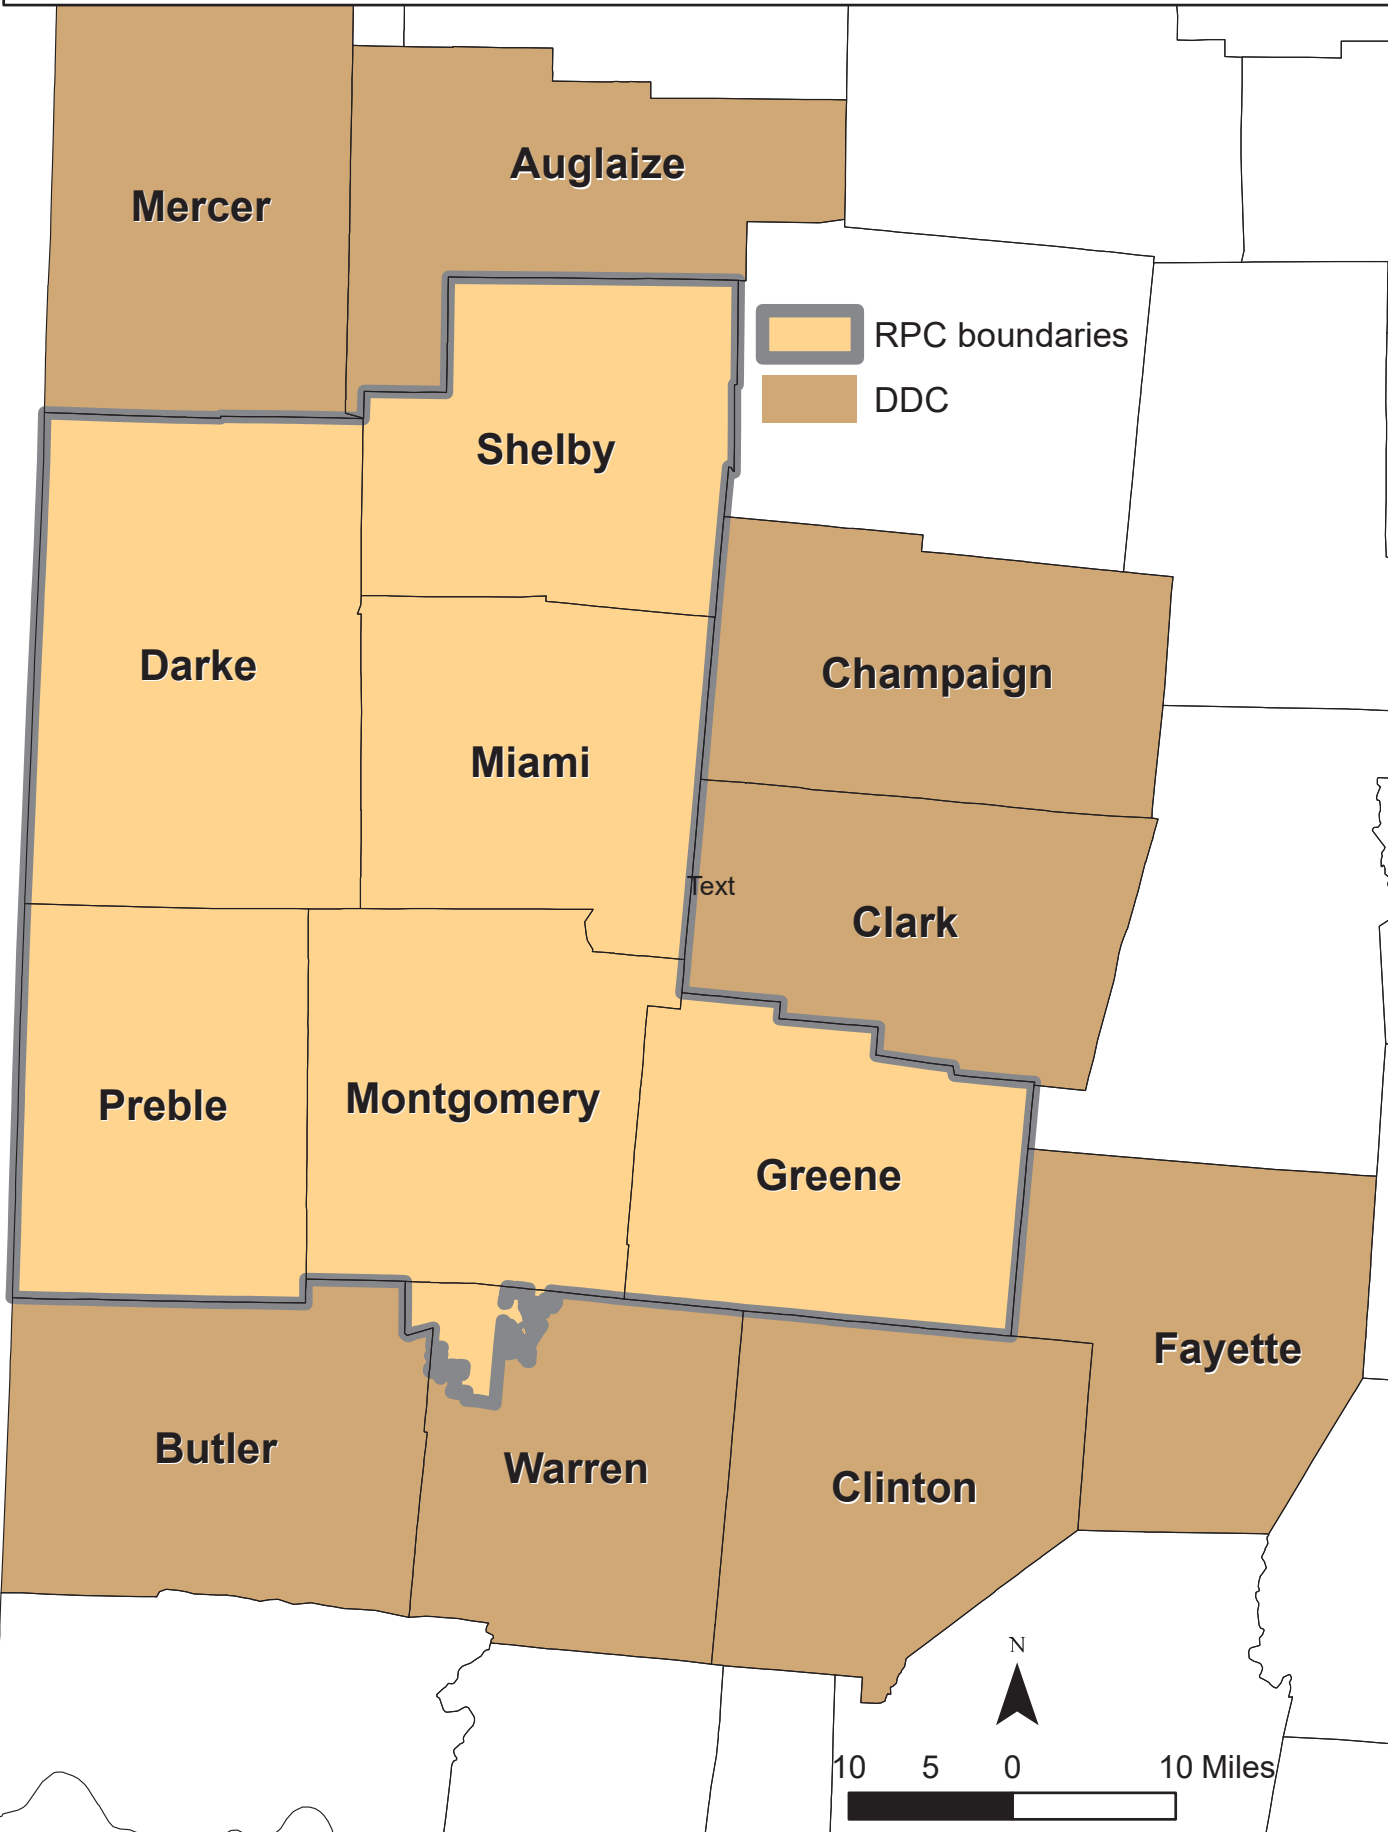 Auglaize
Mercer
RPC boundaries
DDC
Shelby
Darke
Champaign
Miami
Text
Clark
Montgomery
Preble
Greene
Fayette
Butler
Warren
Clinton
N
10 5 0 10 Miles